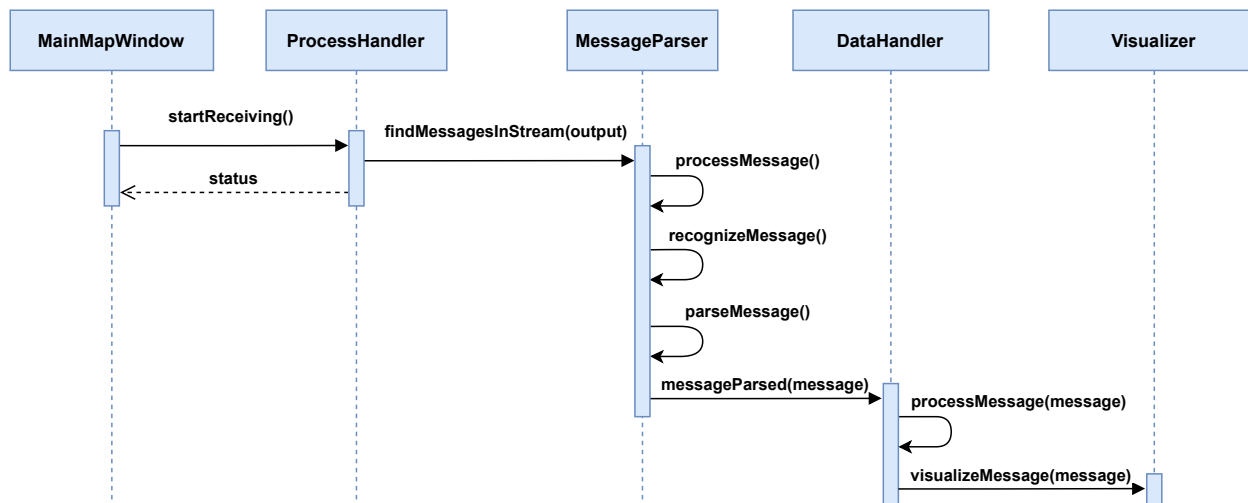 MainMapWindow
ProcessHandler
MessageParser
DataHandler
Visualizer
startReceiving()
findMessagesInStream(output)
processMessage()
status
recognizeMessage()
parseMessage()
messageParsed(message)
processMessage(message)
visualizeMessage(message)